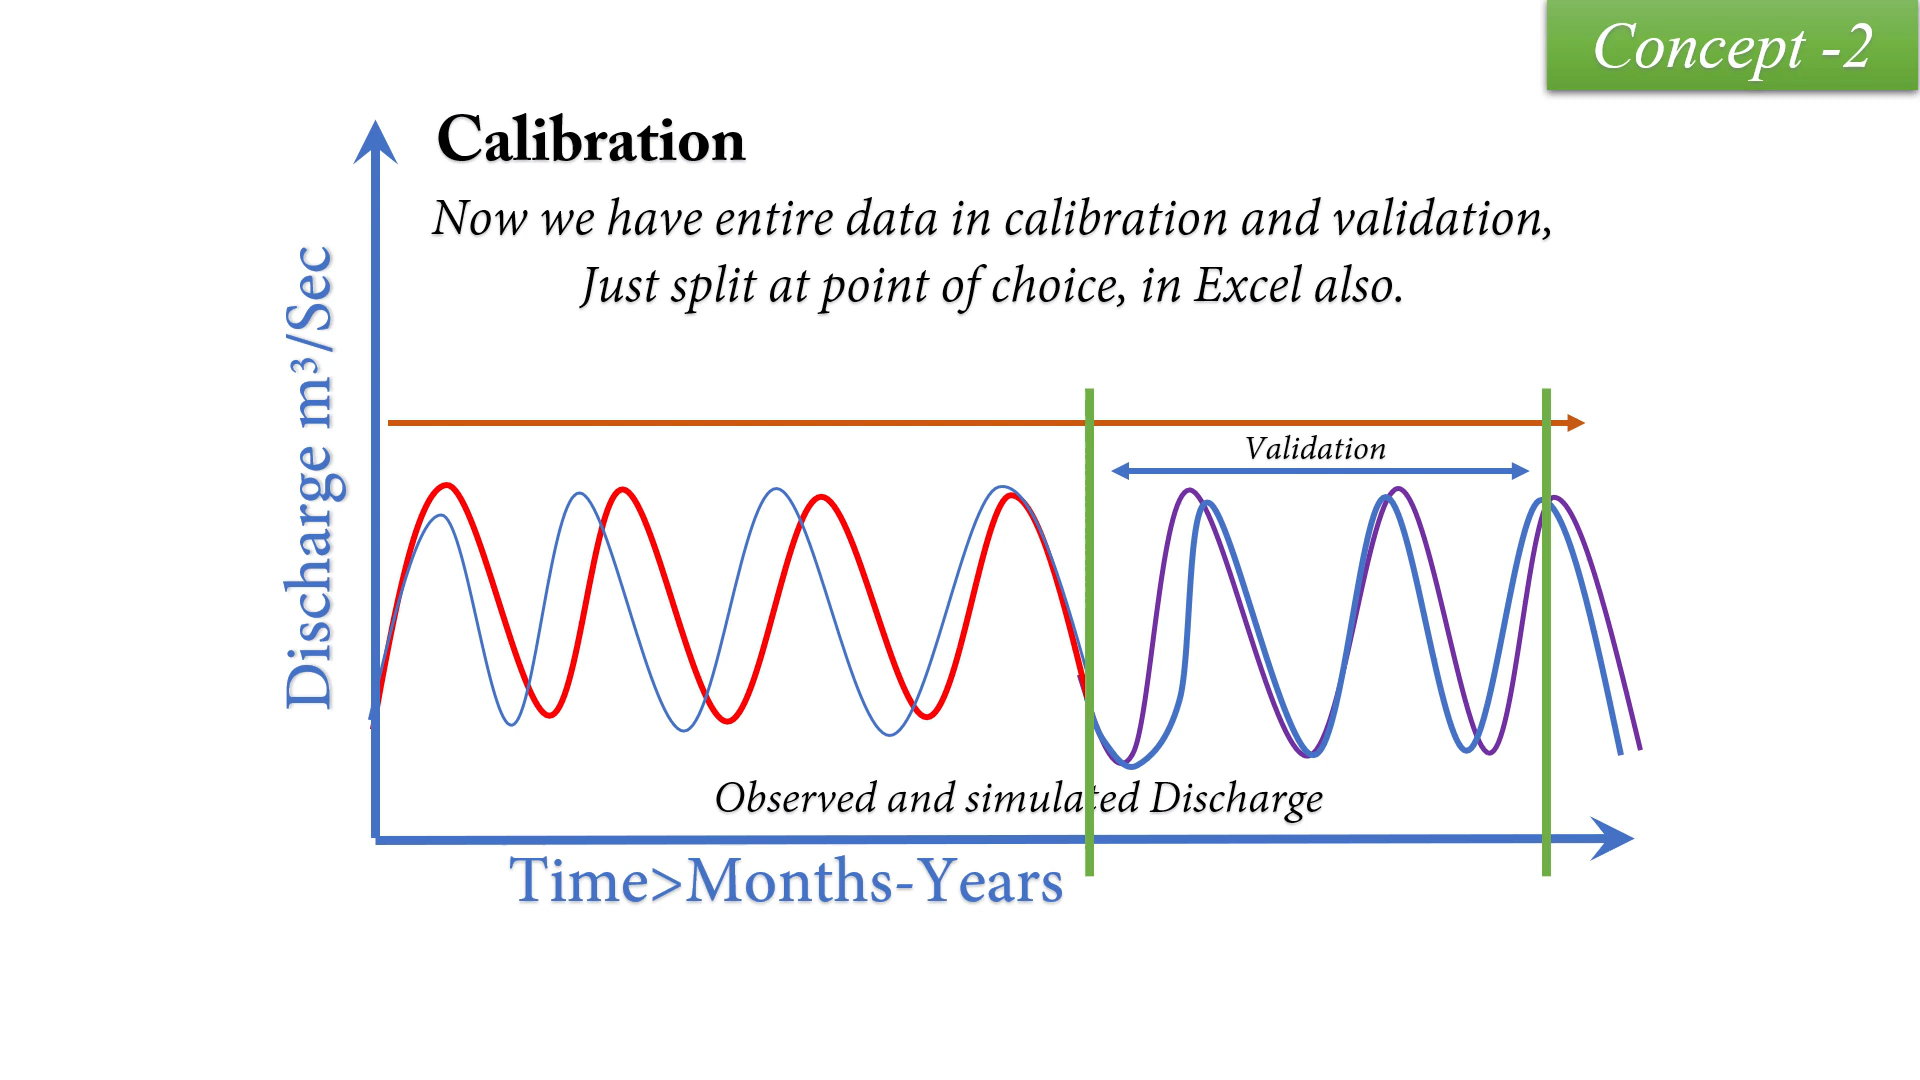 Concept -2
Calibration
Now we have entire data in calibration and validation,
Just split at point of choice, in Excel also.
Discharge m³/Sec
Validation
Observed and simulated Discharge
Time>Months-Years